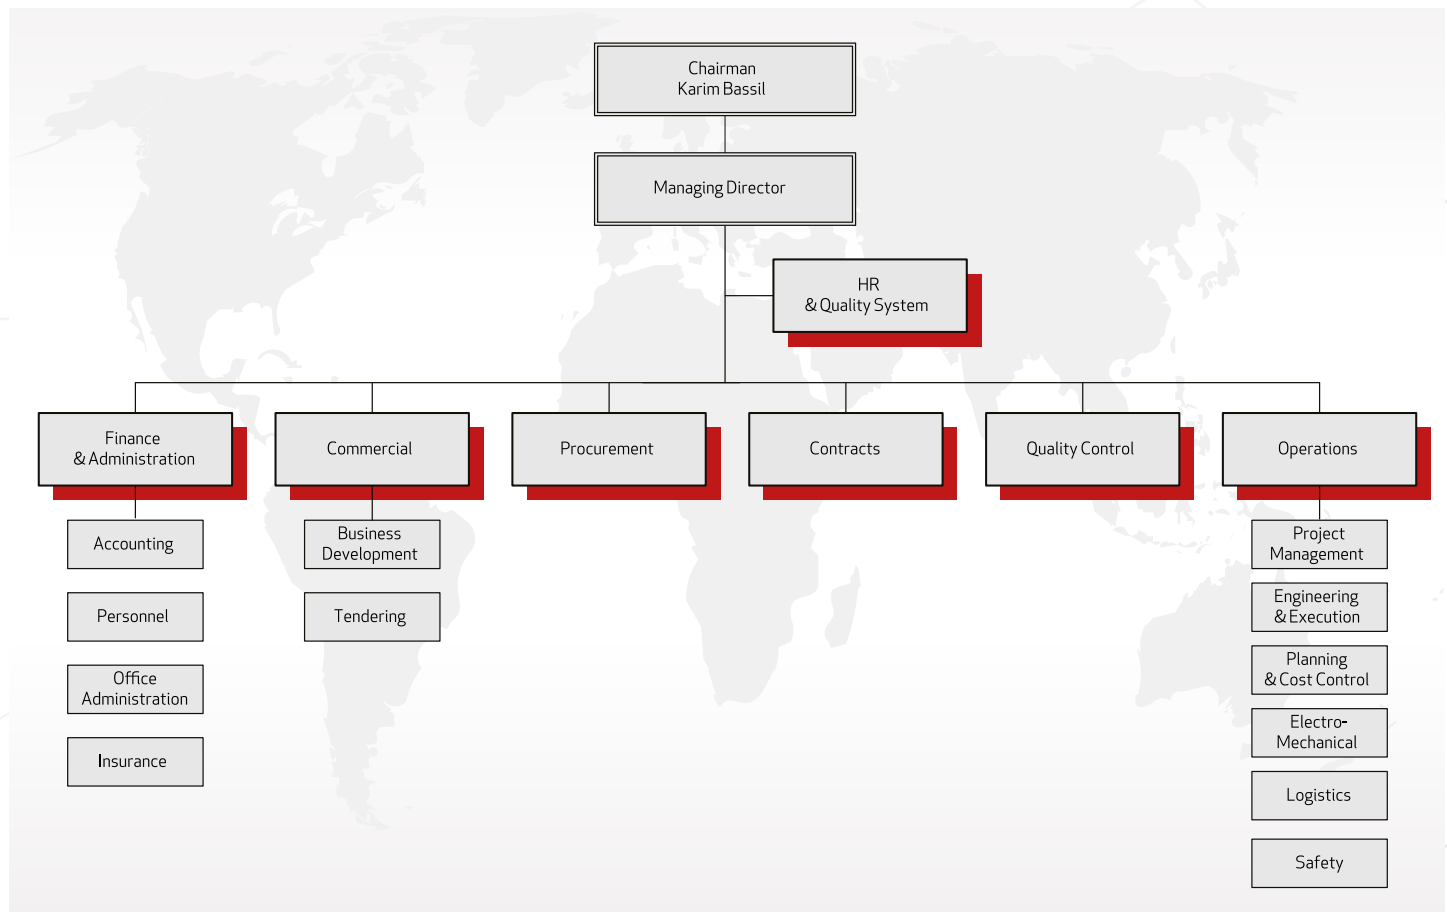 Chairman
Karim Bassil
Managing Director
HR
& Quality System
Finance
& Administration
Commercial
Procurement
Contracts
Quality Control
Operations
Accounting
Personnel
Office
Administration
Insurance
Business
Development
Tendering
Project
Management
Engineering
& Execution
Planning
& Cost Control
Electro-
Mechanical
Logistics
Safety